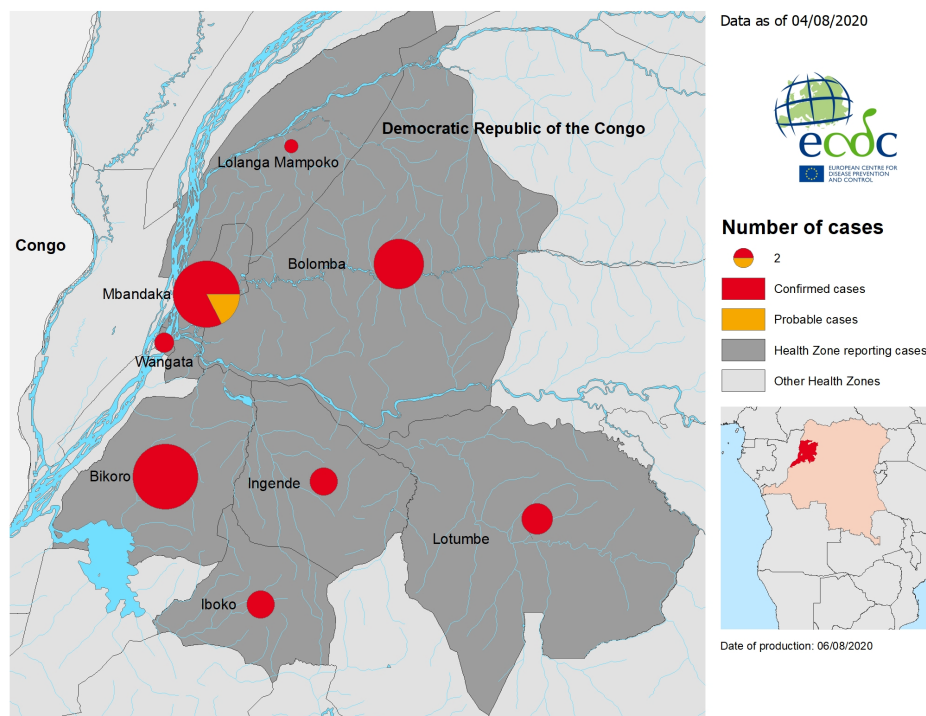 Data as of 04/08/2020
Democratic Republic of the Congo
Lolanga Mampoko
Congo
Bolomba
Mbandaka
Wangata
Bikoro
Ingende
Lotumbe
Iboko
ecdc
EUROPEAN CENTRE FOR
DISEASE PREVENTION
AND CONTROL
Number of cases
2
Confirmed cases
Probable cases
Health Zone reporting cases
Other Health Zones
Date of production: 06/08/2020